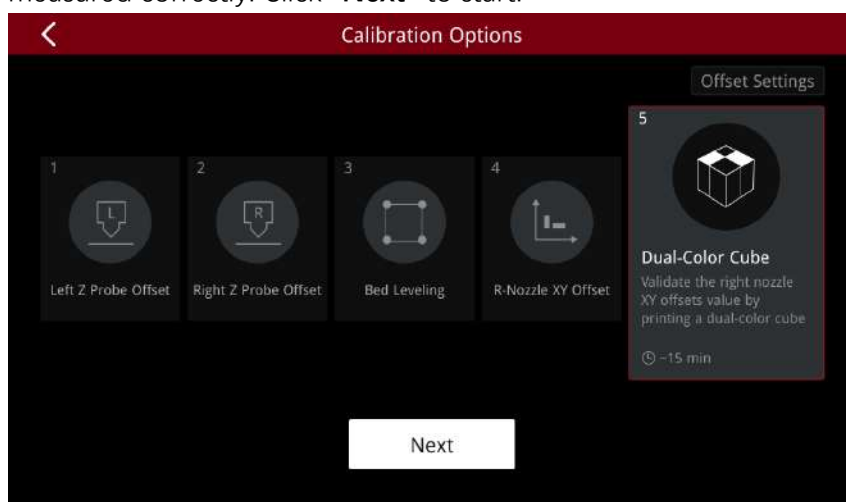 measured correctly. Click "Next" to start.
Calibration Options
Offset Settings
1
Left Z Probe Offset
L
2
Right Z Probe Offset
R
3
Bed Leveling
4
R-Nozzle XY Offset
5
Dual-Color Cube
Validate the right nozzle
XY offsets value by
printing a dual-color cube
~15 min
Next